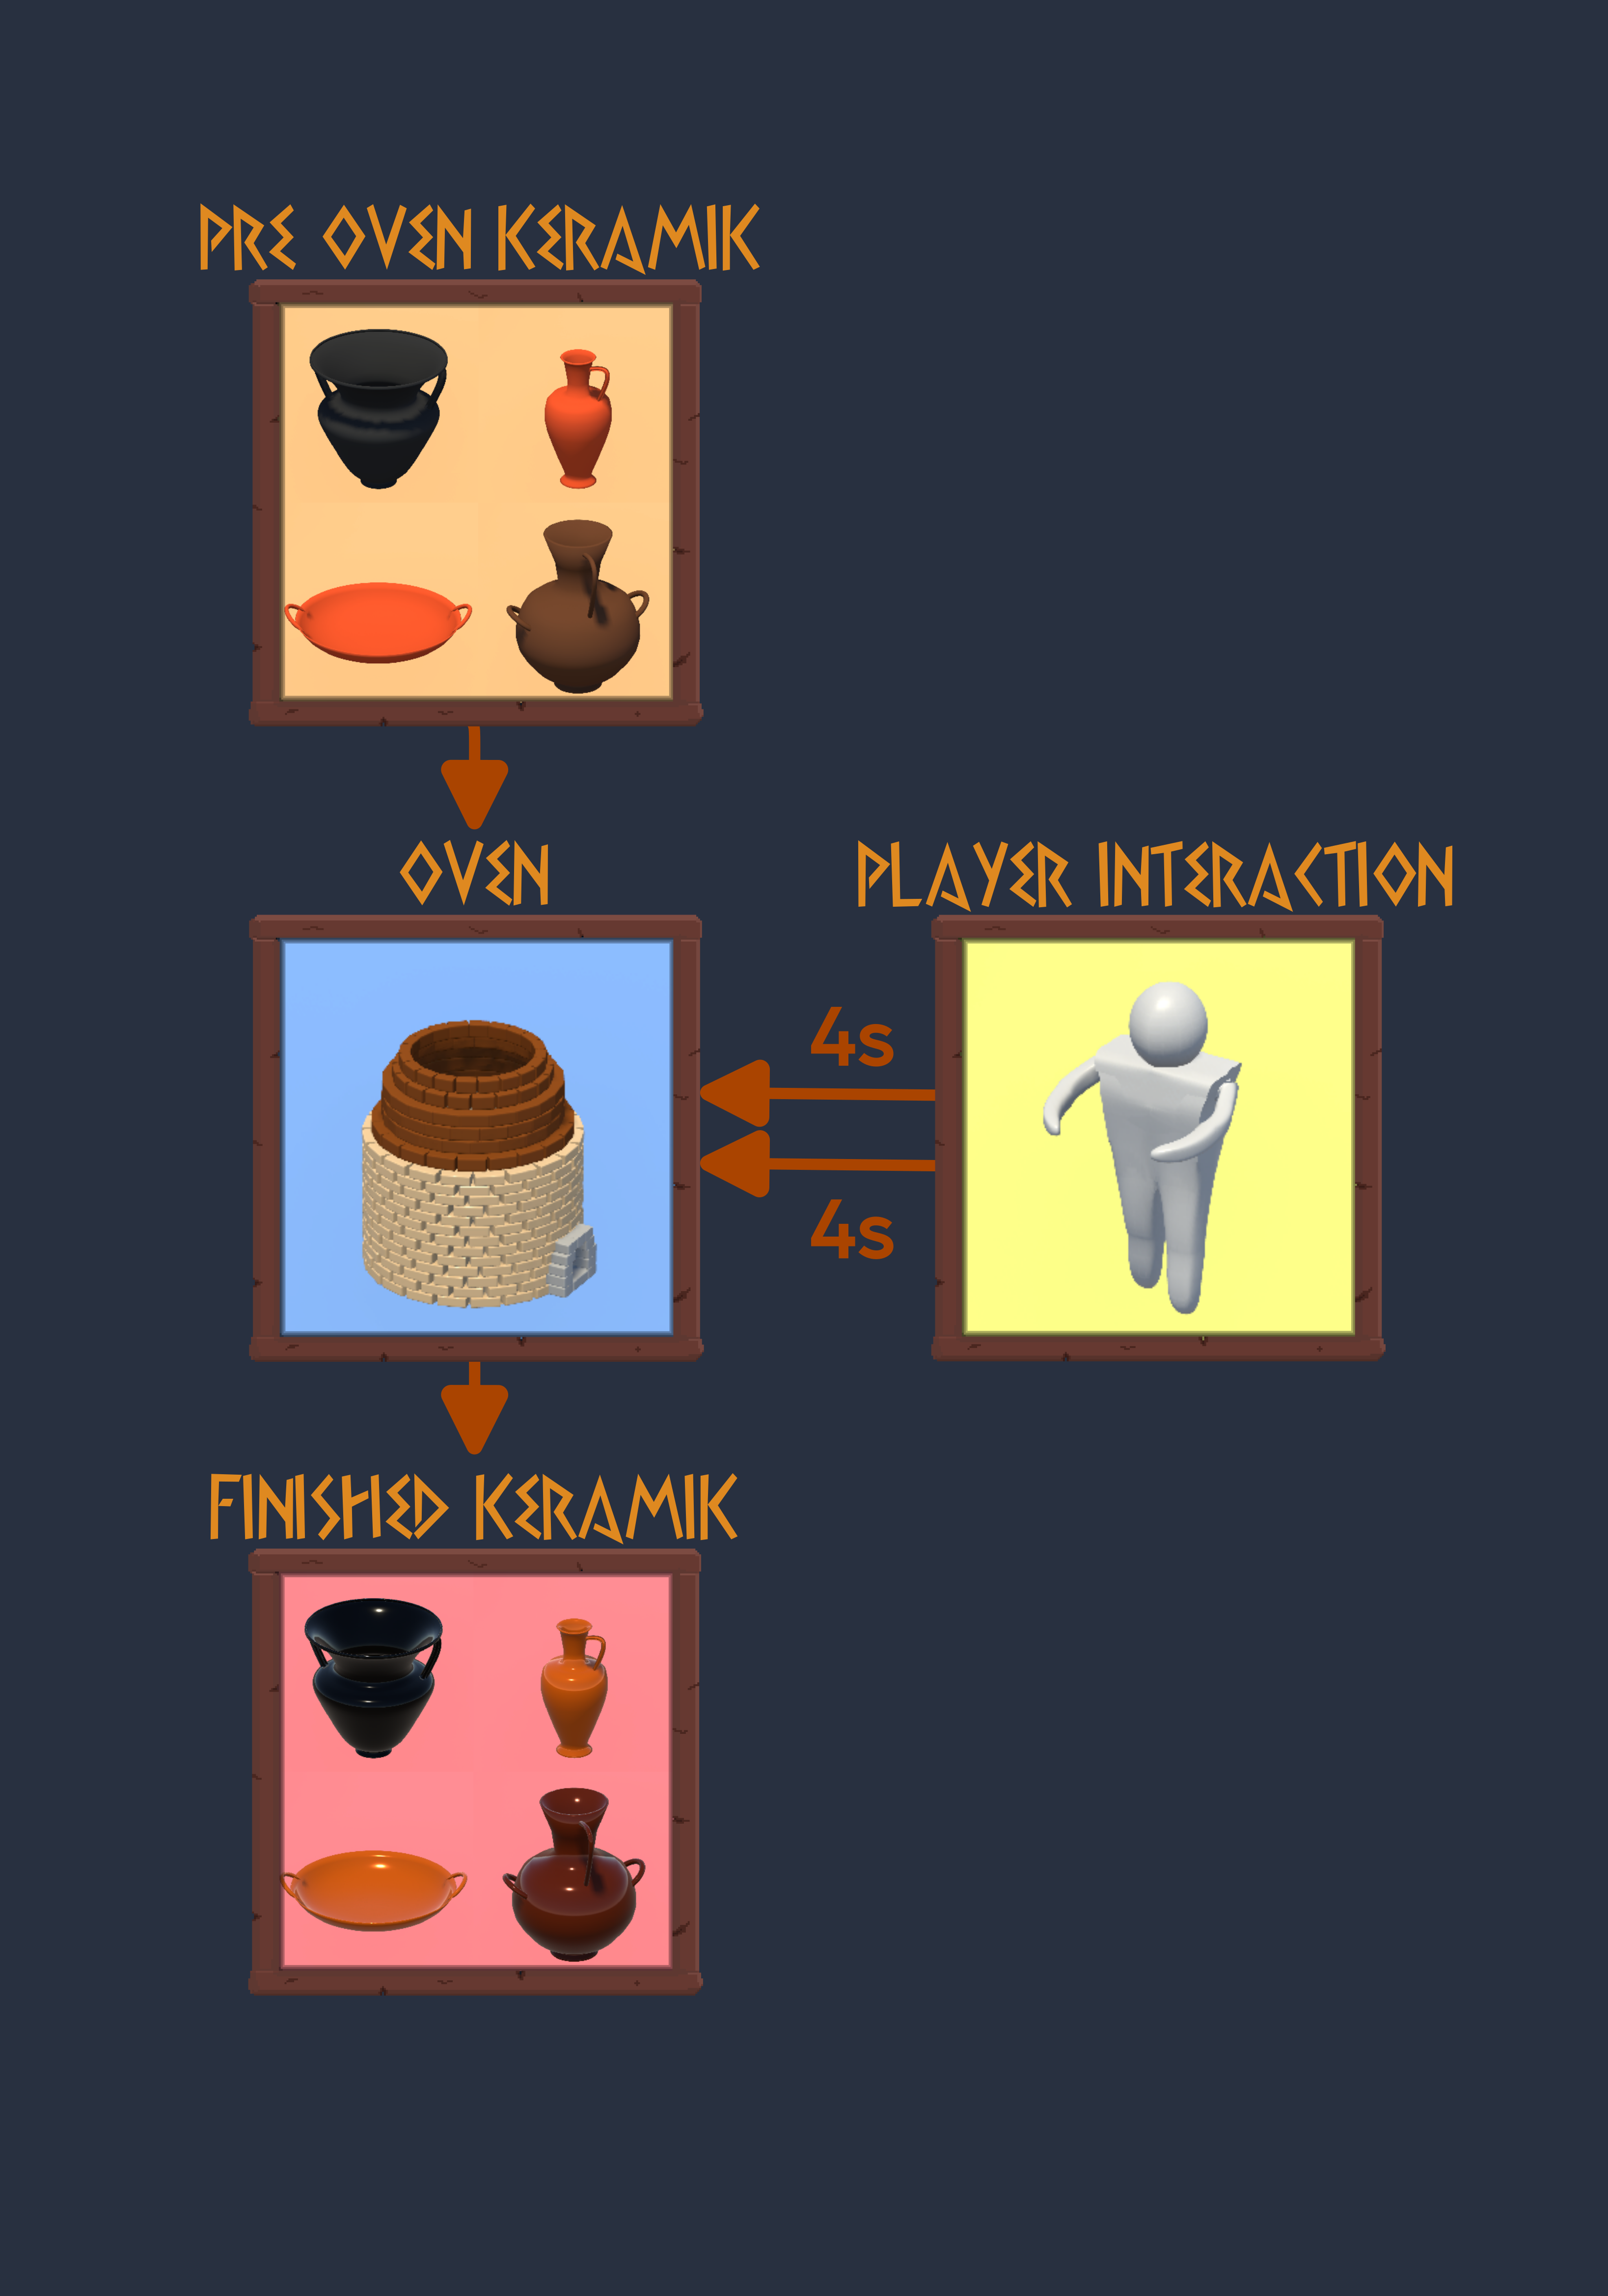 PRE OVEN KERAMIK
OVEN
PLAYER INTERACTION
4s
4s
FINISHED KERAMIK